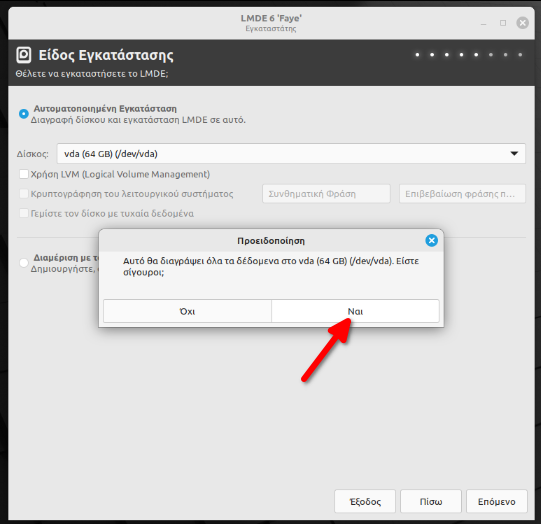 LMDE 6 'Faye'
Εγκαταστάτης
Είδος Εγκατάστασης
Θέλετε να εγκαταστήσετε το LMDE;
Αυτοματοποιημένη Εγκατάσταση
Διαγραφή δίσκου και εγκατάσταση LMDE σε αυτό.
Δίσκος: vda (64 GB) (/dev/vda)
Χρήση LVM (Logical Volume Management)
Κρυπτογράφηση του λειτουργικού συστήματος Συνθηματική Φράση Επιβεβαίωση φράσης π...
Γεμίστε τον δίσκο με τυχαία δεδομένα
Προειδοποίηση
Διαμέριση με
Αυτό θα διαγράψει όλα τα δέδομενα στο vda (64 GB) (/dev/vda). Είστε
σίγουροι;
Δημιουργήστε,
Όχι Ναι
Έξοδος Πίσω Επόμενο